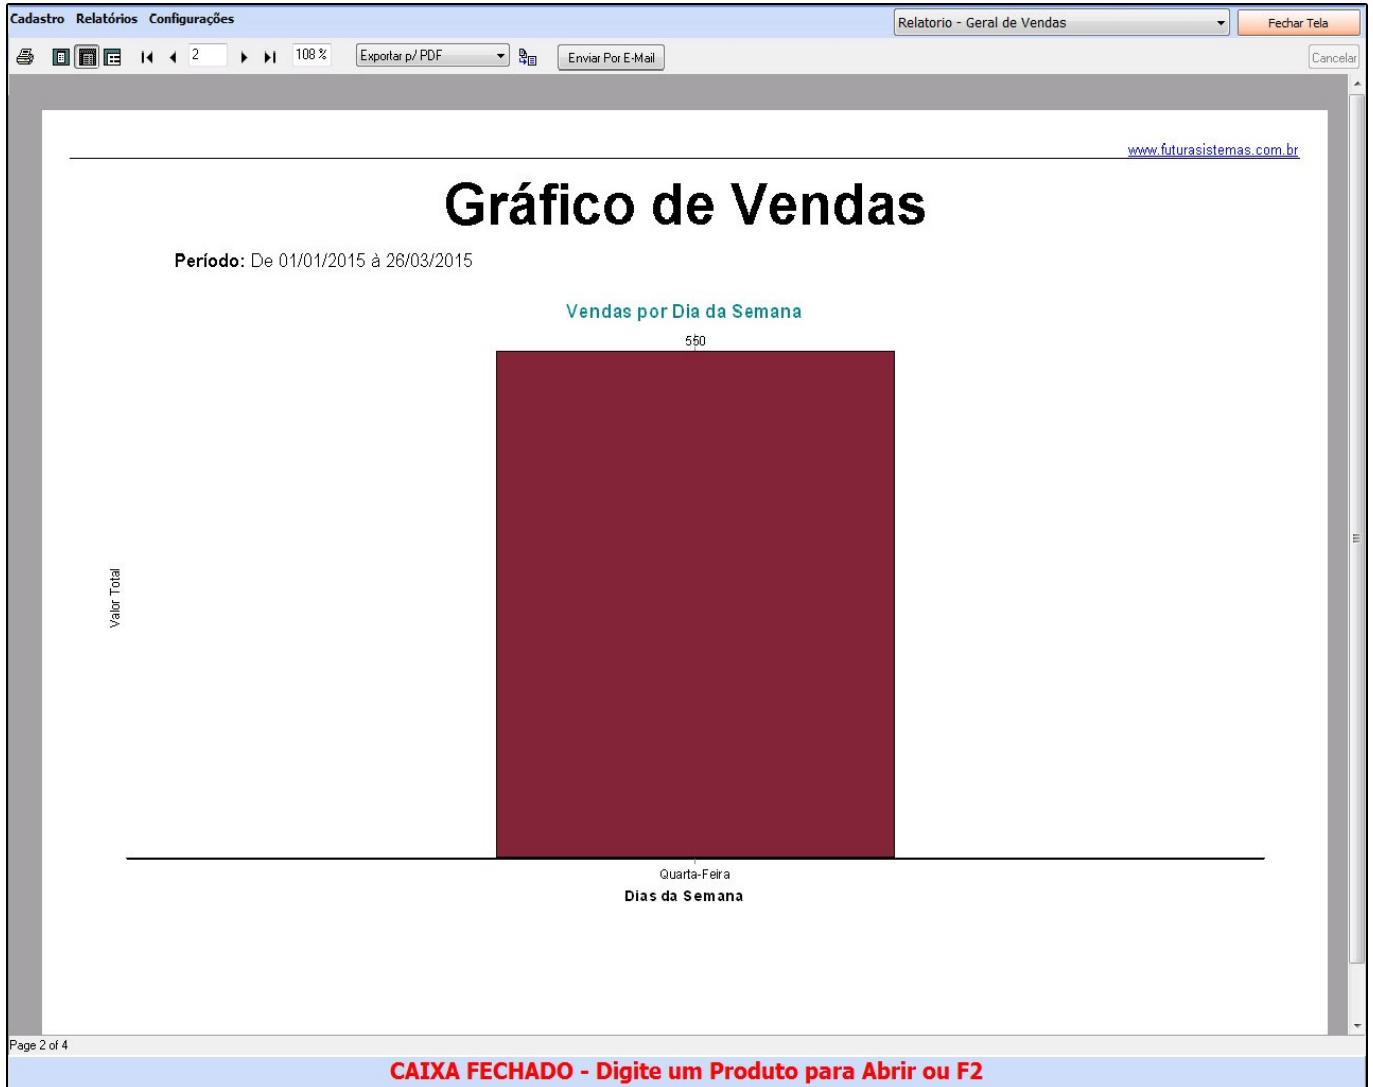 Cadastro Relatórios Configurações
Relatorio - Geral de Vendas
Fechar Tela
2
108 %
Exportar p/ PDF
Enviar Por E-Mail
Cancelar
www.futurasistemas.com.br
Gráfico de Vendas
Período: De 01/01/2015 à 26/03/2015
Vendas por Dia da Semana
550
Valor Total
Quarta-Feira
Dias da Semana
Page 2 of 4
CAIXA FECHADO - Digite um Produto para Abrir ou F2